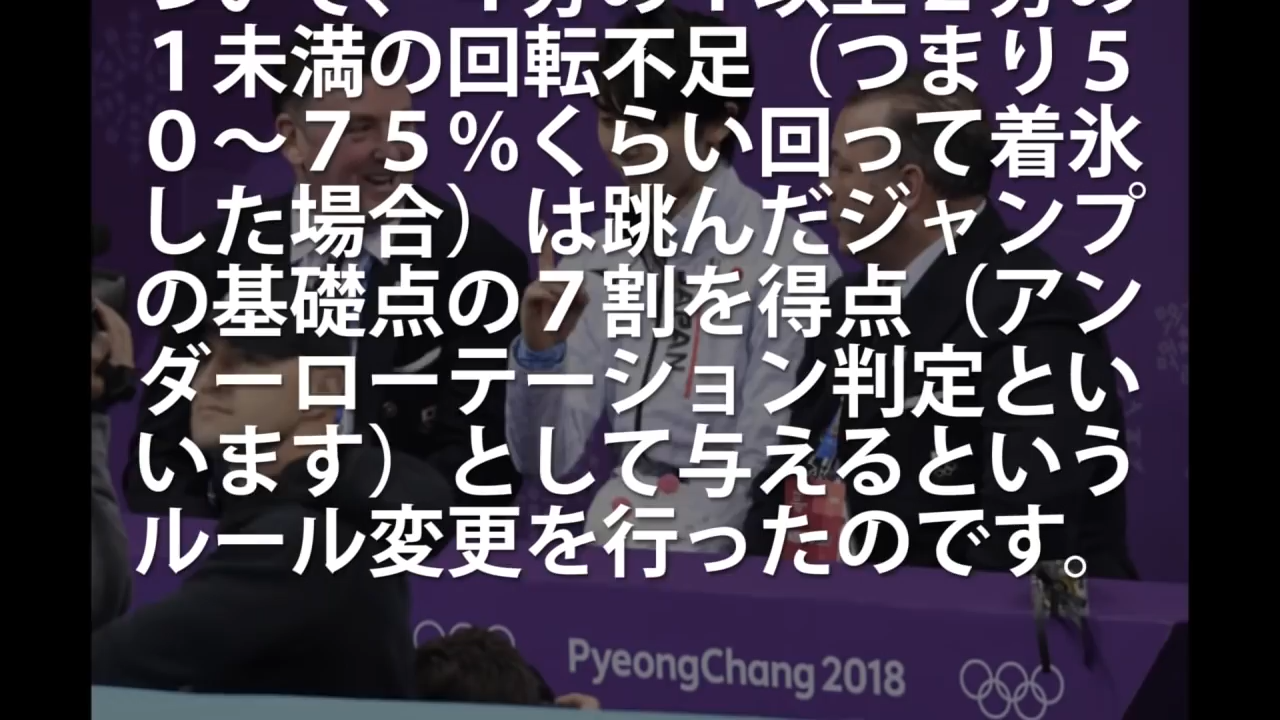 １未満の回転不足（つまり５
０～７５％くらい回って着氷
した場合）は跳んだジャンプ
の基礎点の７割を得点（アン
ダーローテーション判定とい
います）として与えるという
ルール変更を行ったのです。
JAPAN
PyeongChang 2018